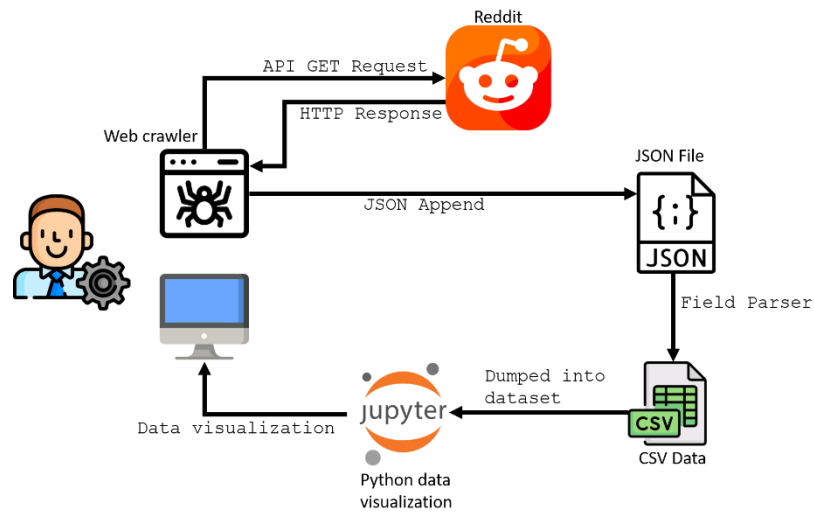 Reddit
API GET Request
HTTP Response
Web crawler
JSON File
JSON Append
{;}
JSON
Field Parser
Dumped into
dataset
jupyter
Data visualization
CSV
CSV Data
Python data
visualization